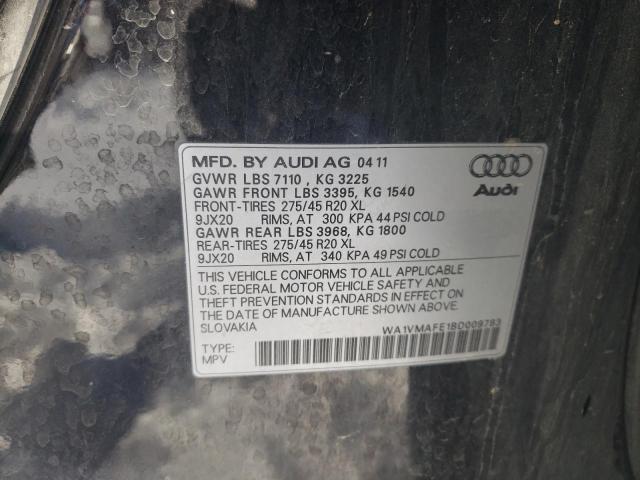 MFD. BY AUDI AG 04 11
GVWR LBS 7110 , KG 3225
GAWR FRONT LBS 3395, KG 1540
FRONT-TIRES 275/45 R20 XL
9JX20 RIMS, AT 300 KPA 44 PSI COLD
GAWR REAR LBS 3968, KG 1800
REAR-TIRES 275/45 R20 XL
9JX20 RIMS, AT 340 KPA 49 PSI COLD
Audi
THIS VEHICLE CONFORMS TO ALL APPLICABLE
U.S. FEDERAL MOTOR VEHICLE SAFETY AND
THEFT PREVENTION STANDARDS IN EFFECT ON
THE DATE OF MANUFACTURE SHOWN ABOVE.
SLOVAKIA
WA1VMAFE1BD009783
TYPE:
MPV